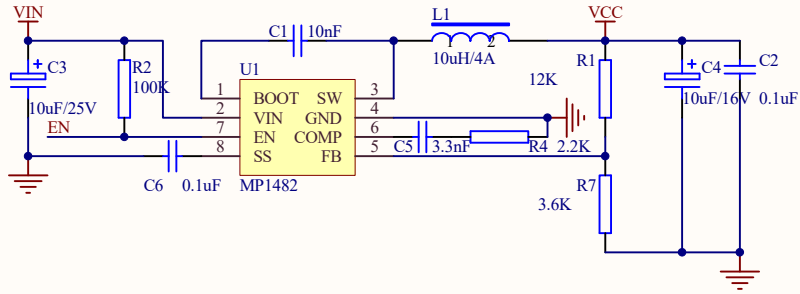 VIN
L1
VCC
C1 10nF
1 2
10uH/4A
C3
R2
100K
U1
R1
12K
C4
C2
10uF/25V
10uF/16V
0.1uF
EN
1 BOOT SW 3
2 VIN GND 4
7 EN COMP 6
8 SS FB 5
C5 3.3nF R4 2.2K
C6 0.1uF
MP1482
R7
3.6K